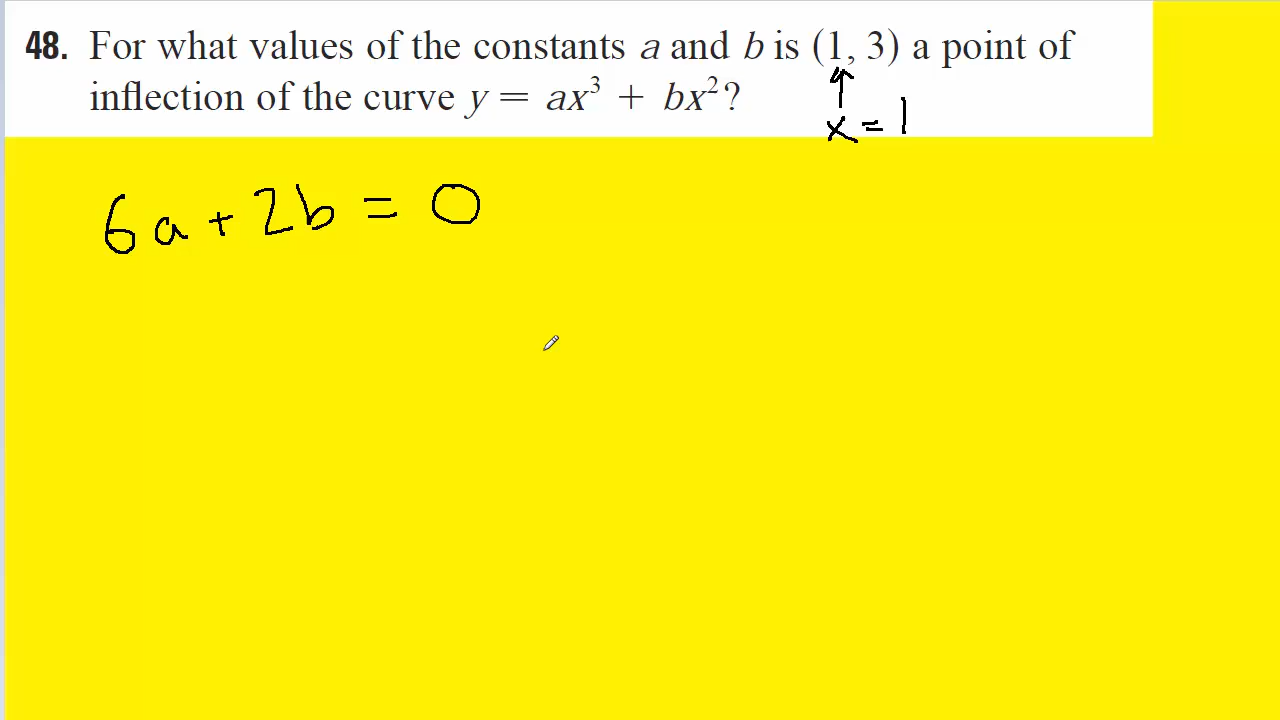 48. For what values of the constants a and b is (1, 3) a point of
inflection of the curve y = ax³ + bx²?
x = 1
6a + 2b = 0